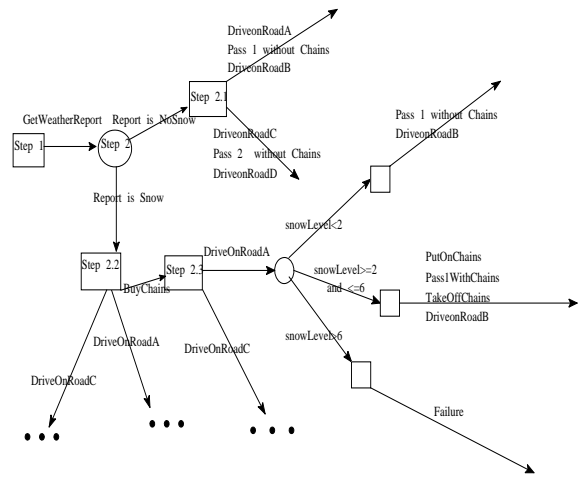 DriveonRoadA
Pass 1 without Chains
DriveonRoadB
Step 2.1
GetWeatherReport
Report is NoSnow
Step 1
Step 2
DriveonRoadC
Pass 2 without Chains
DriveonRoadD
Pass 1 without Chains
DriveonRoadB
Report is Snow
snowLevel<2
Step 2.2
BuyChains
Step 2.3
DriveOnRoadA
snowLevel>=2
and <=6
PutOnChains
Pass1WithChains
TakeOffChains
DriveonRoadB
snowLevel>6
DriveOnRoadA
DriveOnRoadC
DriveOnRoadC
Failure